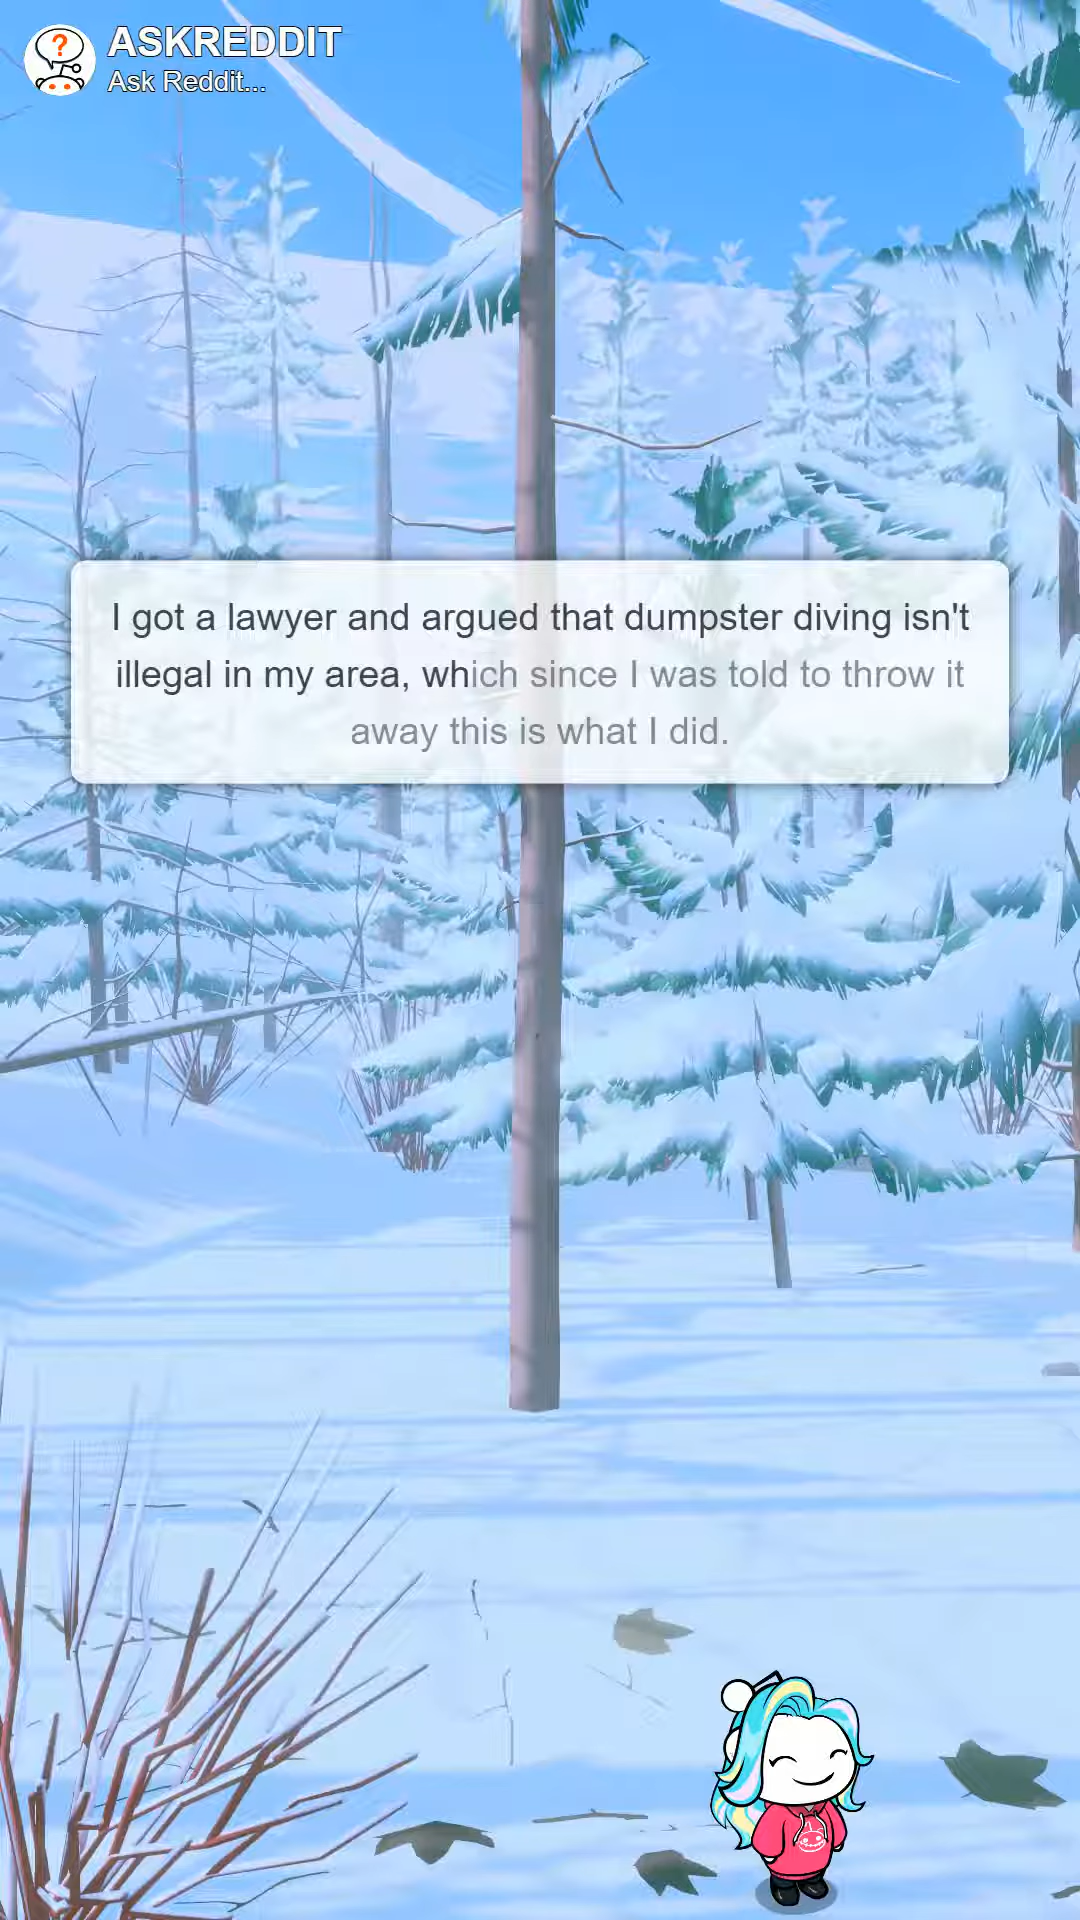 ASKREDDIT
Ask Reddit...
I got a lawyer and argued that dumpster diving isn't
illegal in my area, which since I was told to throw it
away this is what I did.